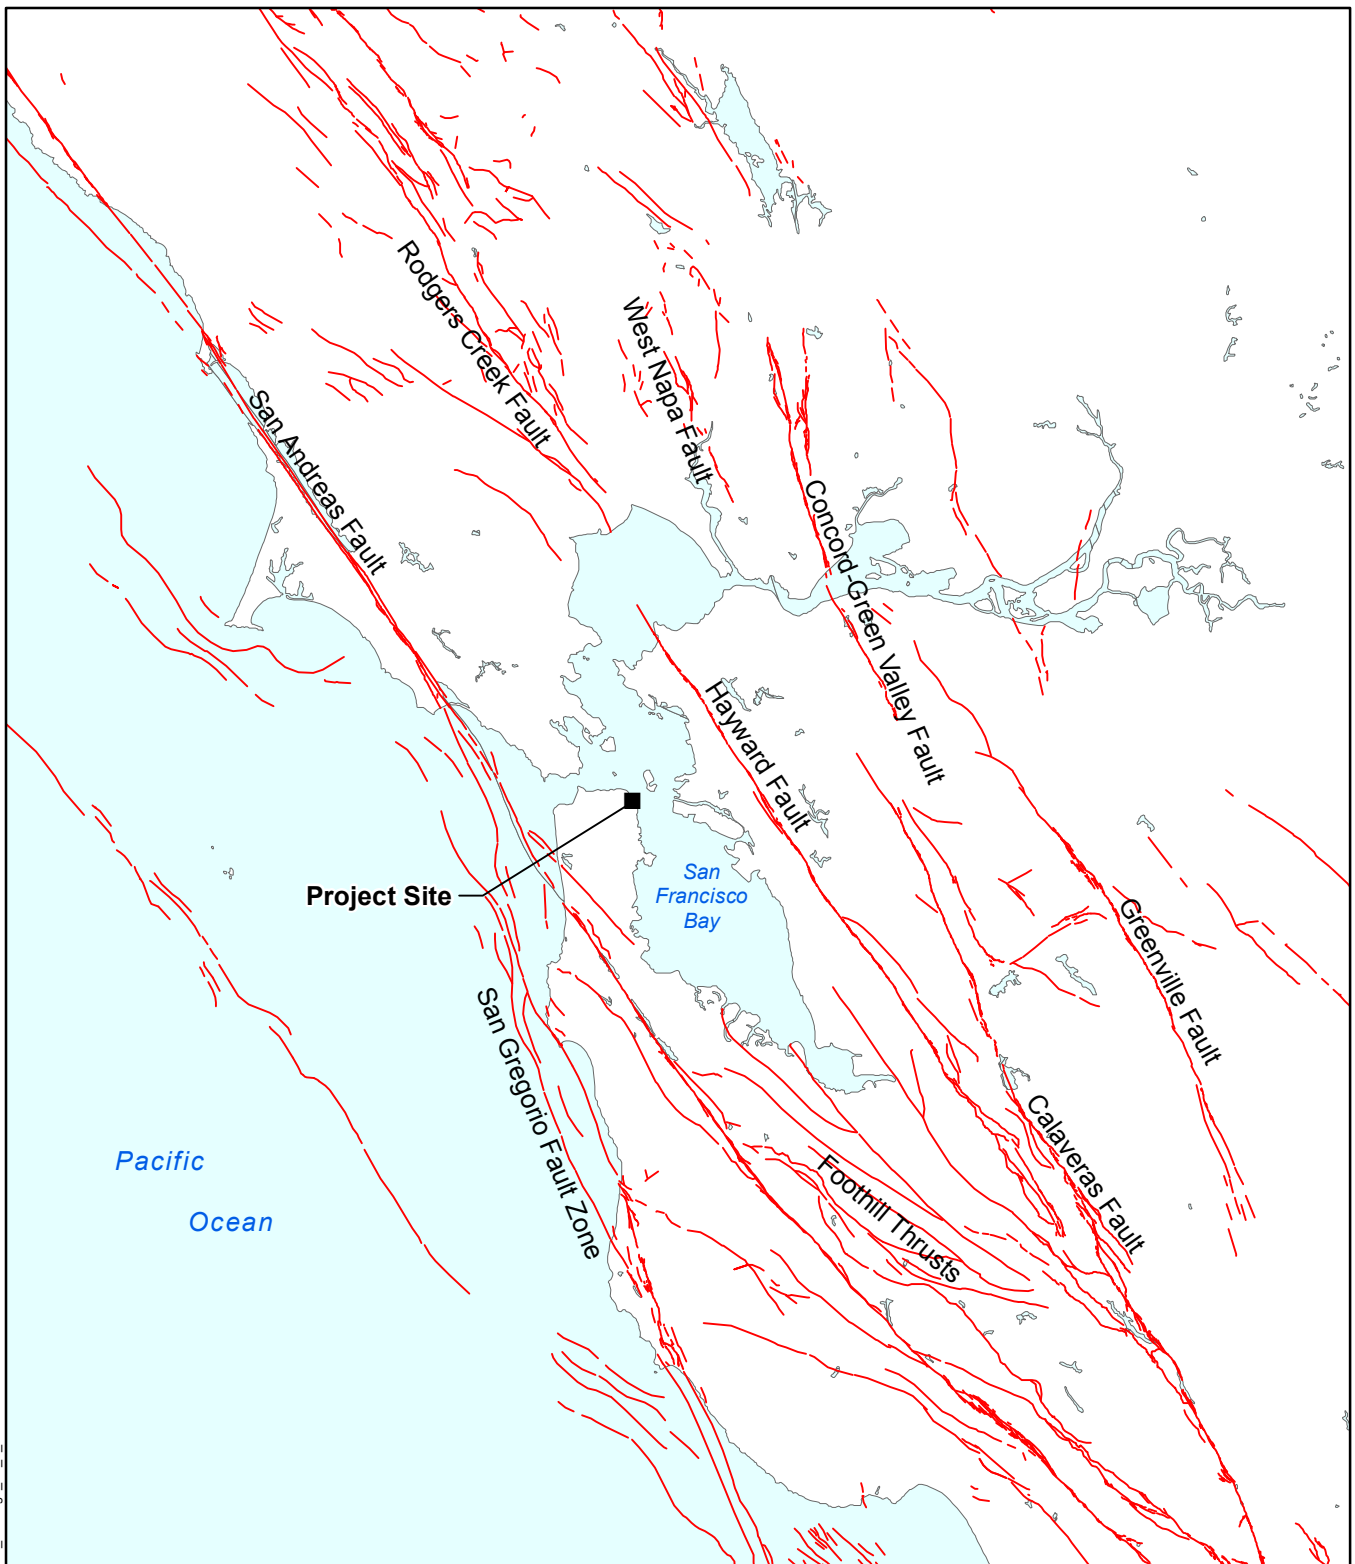 Rodgers Creek Fault
West Napa Fault
San Andreas Fault
Concord-Green Valley Fault
Hayward Fault
Project Site
San
Francisco
Bay
Greenville Fault
San Gregorio Fault Zone
Calaveras Fault
Pacific
Ocean
Foothill Thrusts